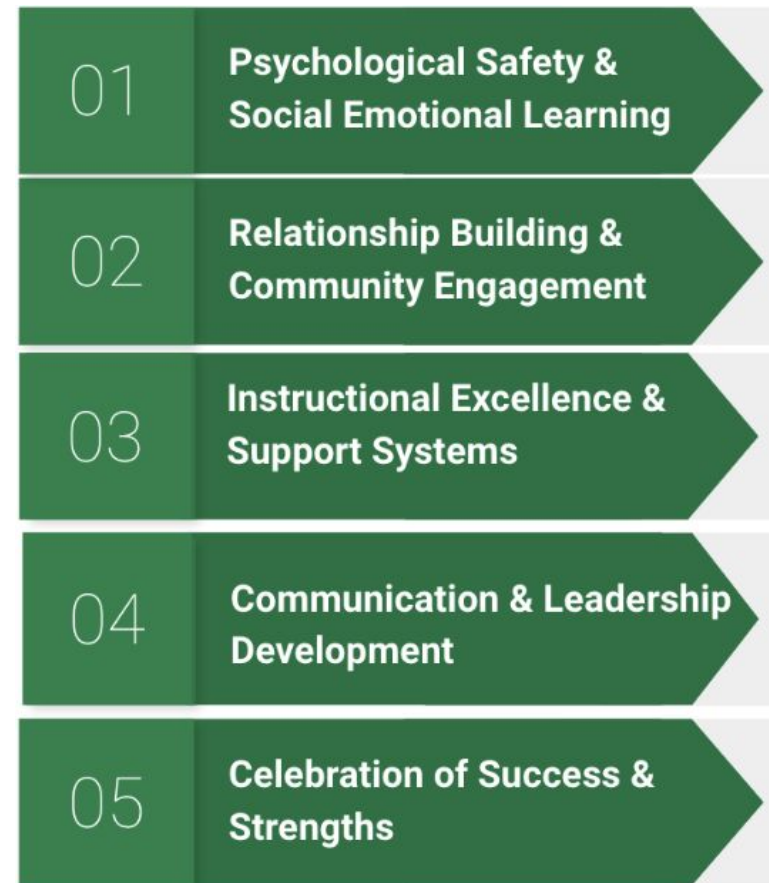 01
Psychological Safety &
Social Emotional Learning
02
Relationship Building &
Community Engagement
03
Instructional Excellence &
Support Systems
04
Communication & Leadership
Development
05
Celebration of Success &
Strengths